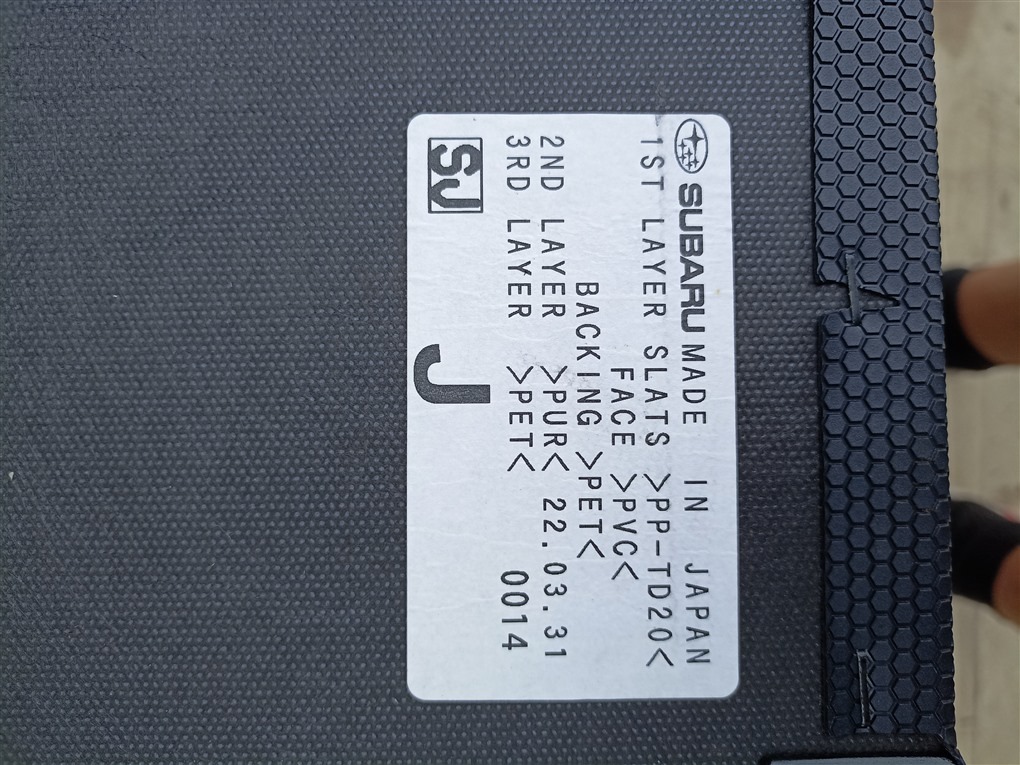 SUBARU MADE IN JAPAN
1ST LAYER SLATS >PP-TD20<
FACE >PVC<
BACKING >PET<
2ND LAYER >PUR< 22.03.31
3RD LAYER >PET< 0014
SJ J